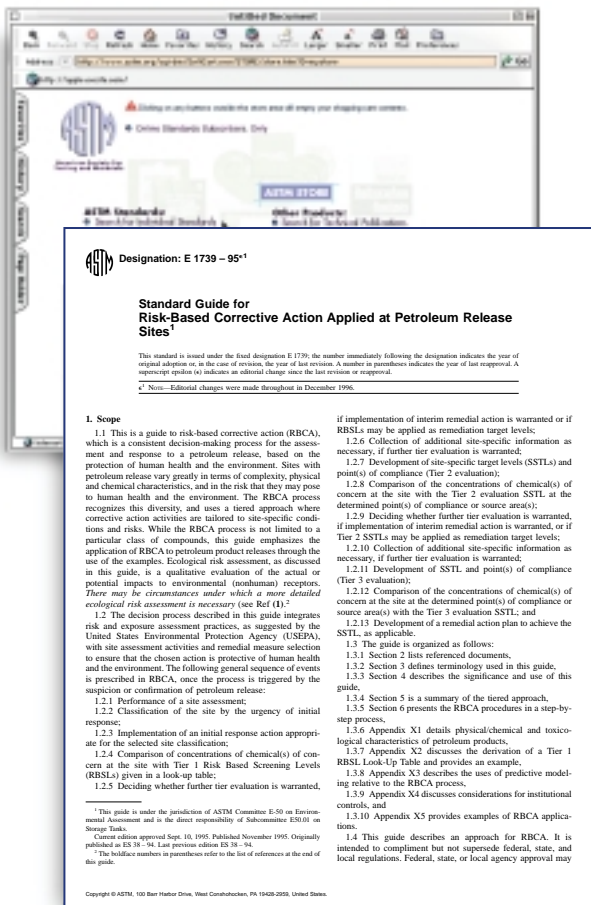 Untitled Document
ASTM STORE
ASTM Standards:
Other Products:
ASTM
Designation: E 1739 – 95ᵋ¹
Standard Guide for
Risk-Based Corrective Action Applied at Petroleum Release
Sites¹
This standard is issued under the fixed designation E 1739; the number immediately following the designation indicates the year of
original adoption or, in the case of revision, the year of last revision. A number in parentheses indicates the year of last reapproval. A
superscript epsilon (ϵ) indicates an editorial change since the last revision or reapproval.
ϵ¹ NOTE—Editorial changes were made throughout in December 1996.
1. Scope
1.1 This is a guide to risk-based corrective action (RBCA),
which is a consistent decision-making process for the assess-
ment and response to a petroleum release, based on the
protection of human health and the environment. Sites with
petroleum release vary greatly in terms of complexity, physical
and chemical characteristics, and in the risk that they may pose
to human health and the environment. The RBCA process
recognizes this diversity, and uses a tiered approach where
corrective action activities are tailored to site-specific condi-
tions and risks. While the RBCA process is not limited to a
particular class of compounds, this guide emphasizes the
application of RBCA to petroleum product releases through the
use of the examples. Ecological risk assessment, as discussed
in this guide, is a qualitative evaluation of the actual or
potential impacts to environmental (nonhuman) receptors.
There may be circumstances under which a more detailed
ecological risk assessment is necessary (see Ref (1).²
1.2 The decision process described in this guide integrates
risk and exposure assessment practices, as suggested by the
United States Environmental Protection Agency (USEPA),
with site assessment activities and remedial measure selection
to ensure that the chosen action is protective of human health
and the environment. The following general sequence of events
is prescribed in RBCA, once the process is triggered by the
suspicion or confirmation of petroleum release:
1.2.1 Performance of a site assessment;
1.2.2 Classification of the site by the urgency of initial
response;
1.2.3 Implementation of an initial response action appropri-
ate for the selected site classification;
1.2.4 Comparison of concentrations of chemical(s) of con-
cern at the site with Tier 1 Risk Based Screening Levels
(RBSLs) given in a look-up table;
1.2.5 Deciding whether further tier evaluation is warranted,
¹ This guide is under the jurisdiction of ASTM Committee E-50 on Environ-
mental Assessment and is the direct responsibility of Subcommittee E50.01 on
Storage Tanks.
Current edition approved Sept. 10, 1995. Published November 1995. Originally
published as ES 38 – 94. Last previous edition ES 38 – 94.
² The boldface numbers in parentheses refer to the list of references at the end of
this guide.
if implementation of interim remedial action is warranted or if
RBSLs may be applied as remediation target levels;
1.2.6 Collection of additional site-specific information as
necessary, if further tier evaluation is warranted;
1.2.7 Development of site-specific target levels (SSTLs) and
point(s) of compliance (Tier 2 evaluation);
1.2.8 Comparison of the concentrations of chemical(s) of
concern at the site with the Tier 2 evaluation SSTL at the
determined point(s) of compliance or source area(s);
1.2.9 Deciding whether further tier evaluation is warranted,
if implementation of interim remedial action is warranted, or if
Tier 2 SSTLs may be applied as remediation target levels;
1.2.10 Collection of additional site-specific information as
necessary, if further tier evaluation is warranted;
1.2.11 Development of SSTL and point(s) of compliance
(Tier 3 evaluation);
1.2.12 Comparison of the concentrations of chemical(s) of
concern at the site at the determined point(s) of compliance or
source area(s) with the Tier 3 evaluation SSTL; and
1.2.13 Development of a remedial action plan to achieve the
SSTL, as applicable.
1.3 The guide is organized as follows:
1.3.1 Section 2 lists referenced documents,
1.3.2 Section 3 defines terminology used in this guide,
1.3.3 Section 4 describes the significance and use of this
guide,
1.3.4 Section 5 is a summary of the tiered approach,
1.3.5 Section 6 presents the RBCA procedures in a step-by-
step process,
1.3.6 Appendix X1 details physical/chemical and toxico-
logical characteristics of petroleum products,
1.3.7 Appendix X2 discusses the derivation of a Tier 1
RBSL Look-Up Table and provides an example,
1.3.8 Appendix X3 describes the uses of predictive model-
ing relative to the RBCA process,
1.3.9 Appendix X4 discusses considerations for institutional
controls, and
1.3.10 Appendix X5 provides examples of RBCA applica-
tions.
1.4 This guide describes an approach for RBCA. It is
intended to compliment but not supersede federal, state, and
local regulations. Federal, state, or local agency approval may
Copyright © ASTM, 100 Barr Harbor Drive, West Conshohocken, PA 19428-2959, United States.